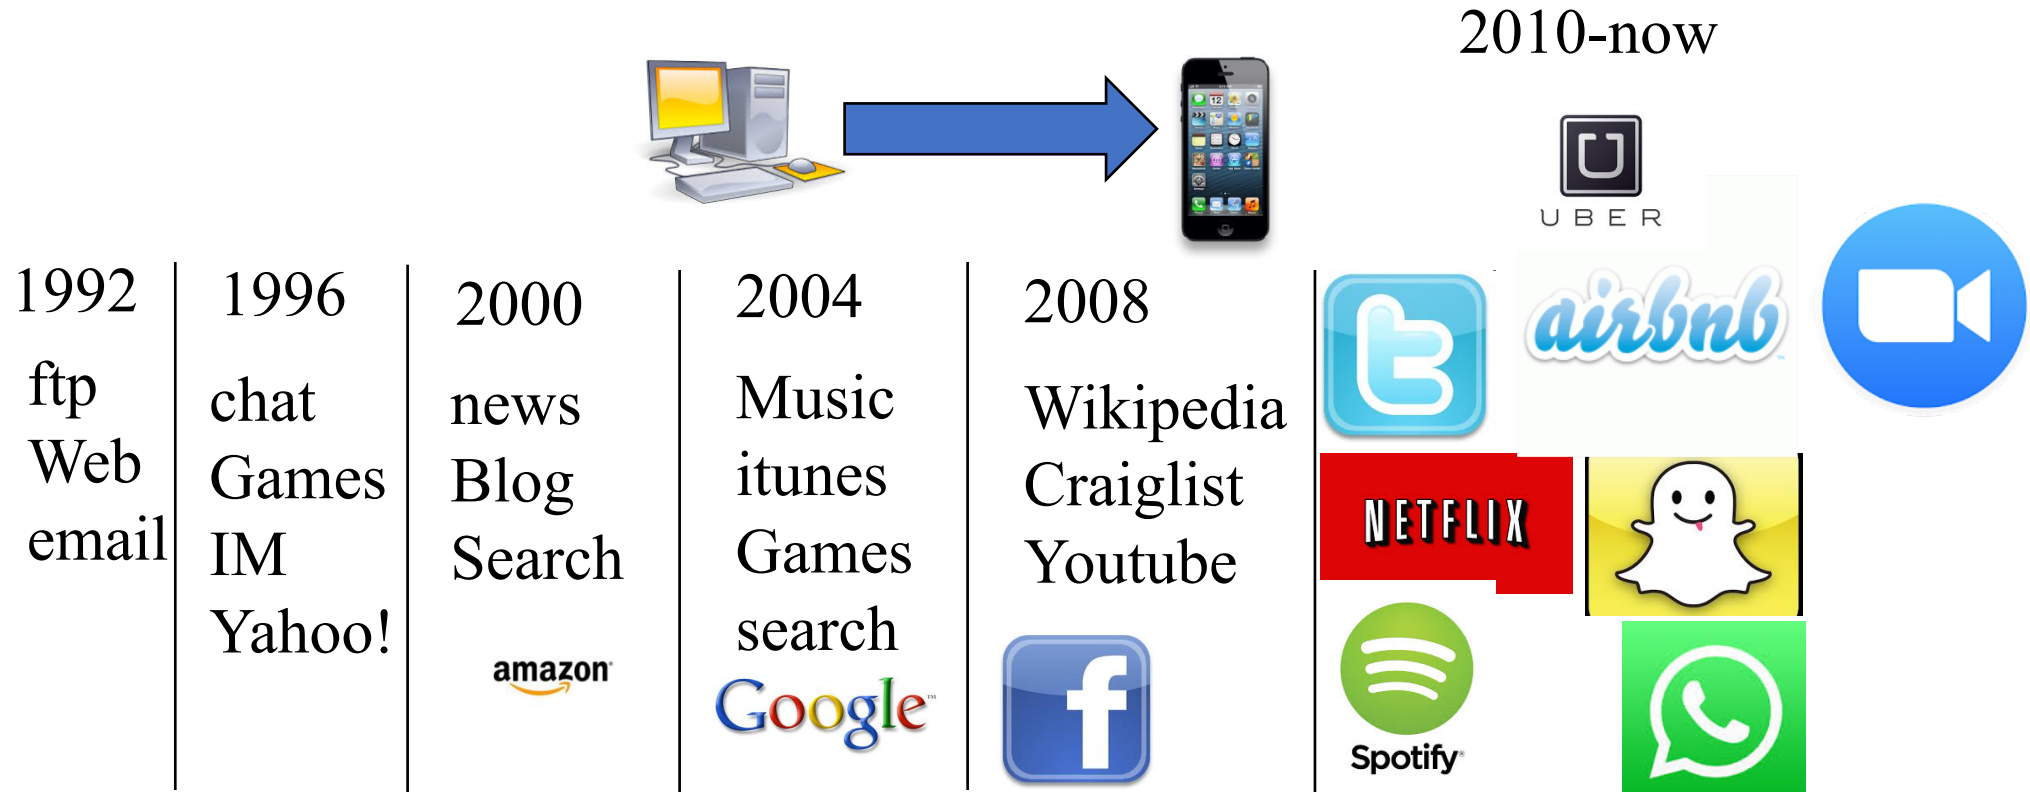 2010-now
UBER
1992
ftp
Web
email
1996
chat
Games
IM
Yahoo!
2000
news
Blog
Search
amazon
2004
Music
itunes
Games
search
Google™
2008
Wikipedia
Craiglist
Youtube
f
t
airbnb
NETFLIX
Spotify